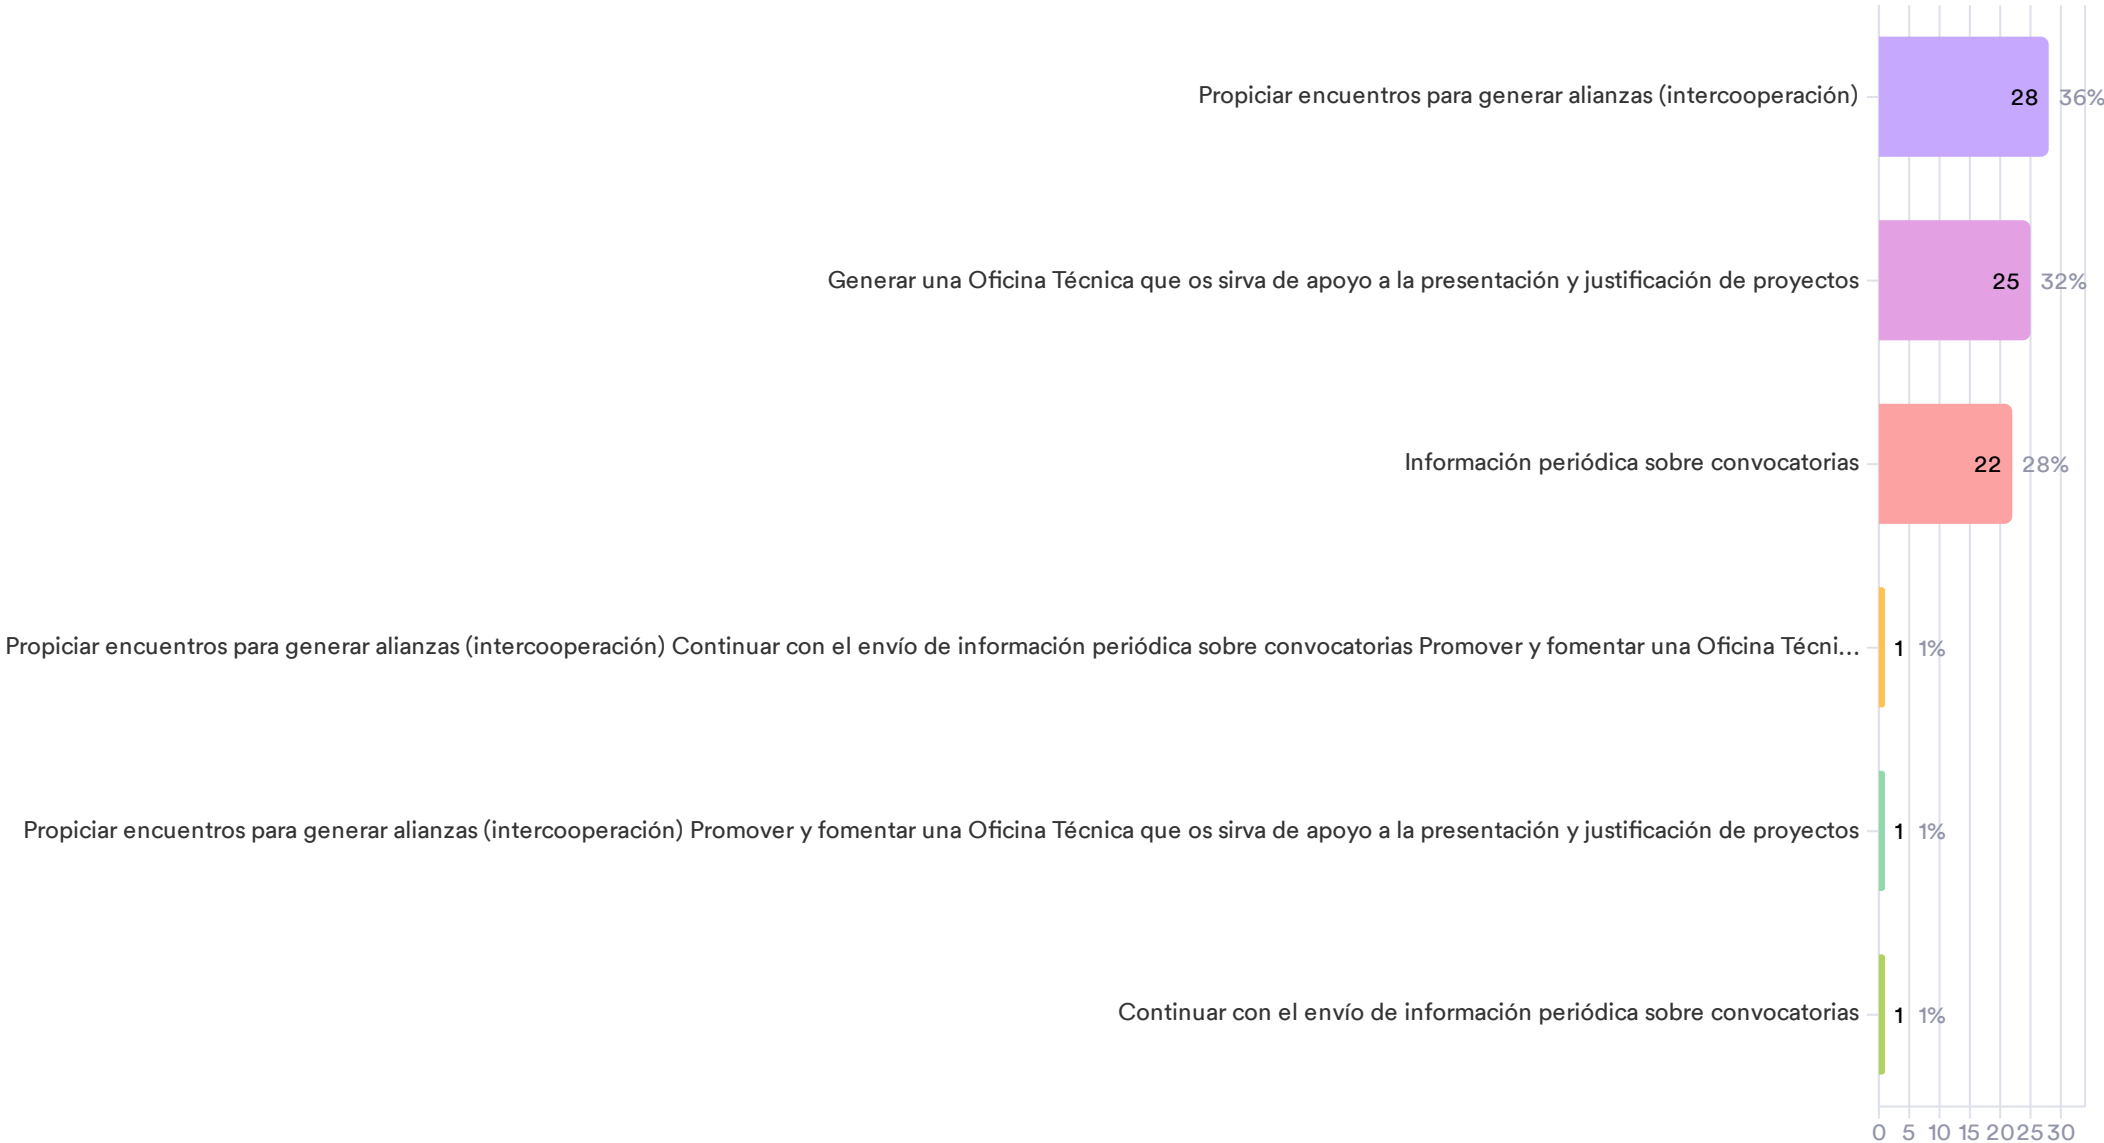 Propiciar encuentros para generar alianzas (intercooperación) 28 36%
Generar una Oficina Técnica que os sirva de apoyo a la presentación y justificación de proyectos 25 32%
Información periódica sobre convocatorias 22 28%
Propiciar encuentros para generar alianzas (intercooperación) Continuar con el envío de información periódica sobre convocatorias Promover y fomentar una Oficina Técni... 1 1%
Propiciar encuentros para generar alianzas (intercooperación) Promover y fomentar una Oficina Técnica que os sirva de apoyo a la presentación y justificación de proyectos 1 1%
Continuar con el envío de información periódica sobre convocatorias 1 1%
0 5 10 15 20 25 30